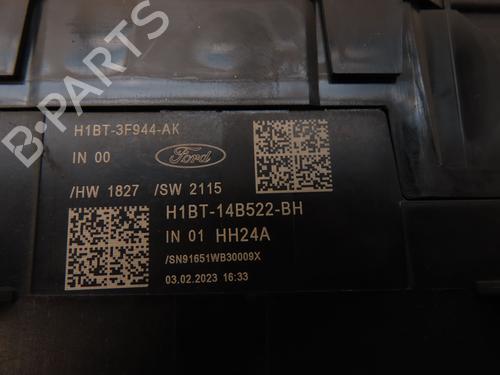 B-PARTS
H1BT-3F944-AK
IN 00
Ford
/HW 1827 /SW 2115
H1BT-14B522-BH
IN 01 HH24A
/SN91651WB30009X
03.02.2023 16:33